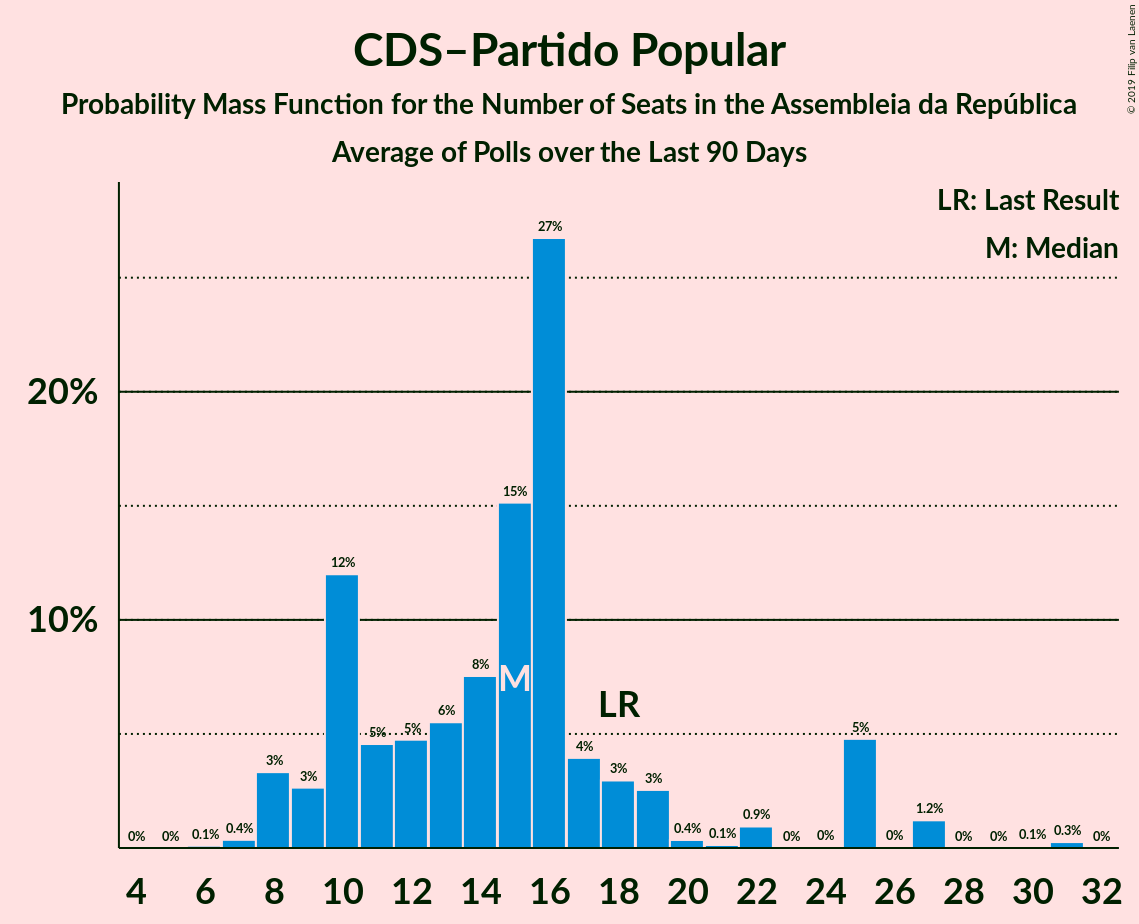 CDS–Partido Popular
Probability Mass Function for the Number of Seats in the Assembleia da República
Average of Polls over the Last 90 Days
© 2019 Filip van Laenen
LR: Last Result
M: Median
20%
10%
0% 0% 0.1% 0.4% 3% 3% 12% 5% 5% 6% 8% 15% 27% 4% 3% 3% 0.4% 0.1% 0.9% 0% 0% 5% 0% 1.2% 0% 0% 0.1% 0.3% 0%
M
LR
4 6 8 10 12 14 16 18 20 22 24 26 28 30 32